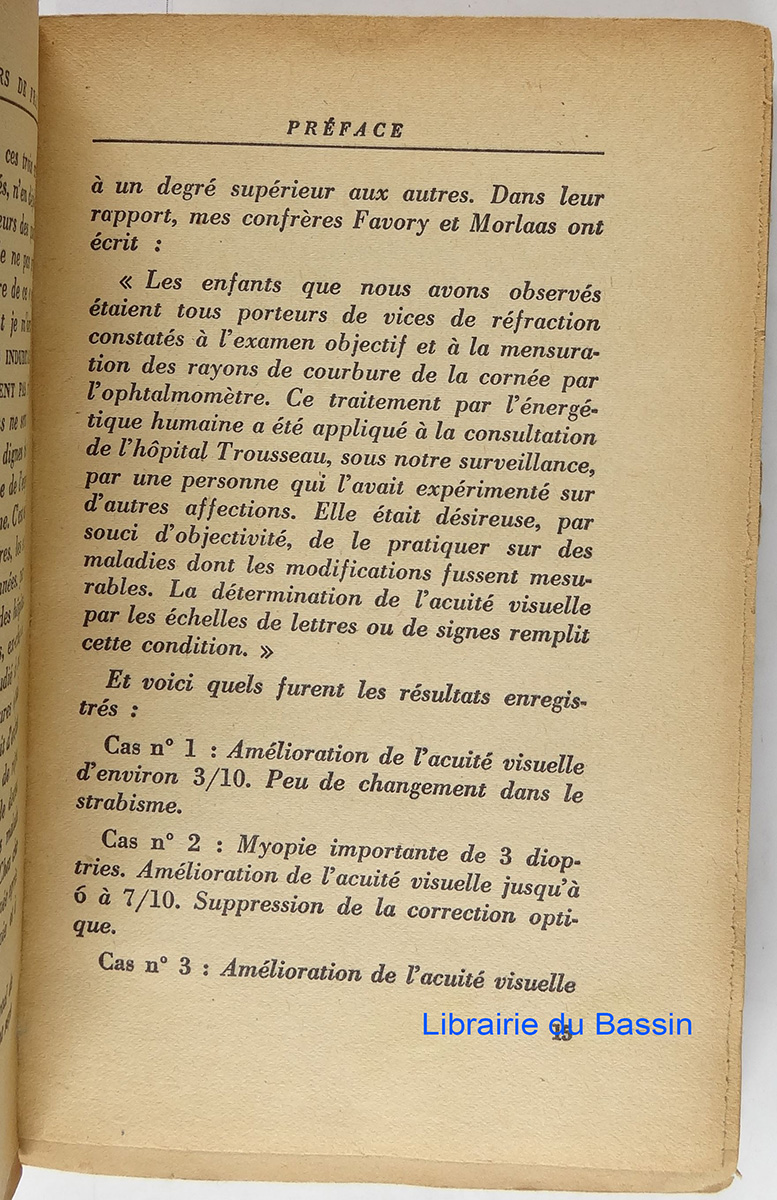 PRÉFACE
à un degré supérieur aux autres. Dans leur
rapport, mes confrères Favory et Morlaas ont
écrit :
« Les enfants que nous avons observés
étaient tous porteurs de vices de réfraction
constatés à l'examen objectif et à la mensura-
tion des rayons de courbure de la cornée par
l'ophtalmomètre. Ce traitement par l'énergé-
tique humaine a été appliqué à la consultation
de l'hôpital Trousseau, sous notre surveillance,
par une personne qui l'avait expérimenté sur
d'autres affections. Elle était désireuse, par
souci d'objectivité, de le pratiquer sur des
maladies dont les modifications fussent mesu-
rables. La détermination de l'acuité visuelle
par les échelles de lettres ou de signes remplit
cette condition. »
Et voici quels furent les résultats enregis-
trés :
Cas n° 1 : Amélioration de l'acuité visuelle
d'environ 3/10. Peu de changement dans le
strabisme.
Cas n° 2 : Myopie importante de 3 diop-
tries. Amélioration de l'acuité visuelle jusqu'à
6 à 7/10. Suppression de la correction opti-
que.
Cas n° 3 : Amélioration de l'acuité visuelle
15
Librairie du Bassin